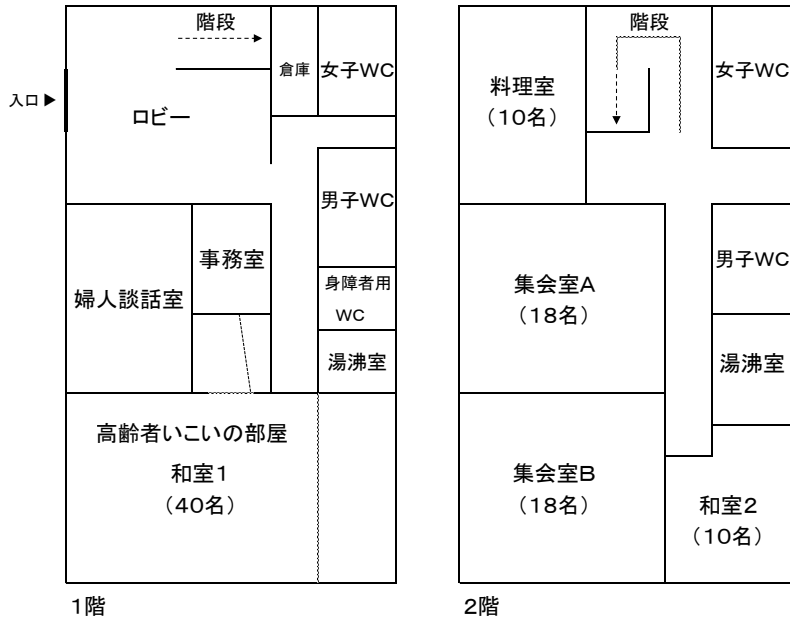 階段
倉庫
女子WC
入口▶
ロビー
男子WC
事務室
婦人談話室
身障者用
WC
湯沸室
高齢者いこいの部屋
和室1
（40名）
1階
階段
女子WC
料理室
（10名）
男子WC
集会室A
（18名）
湯沸室
集会室B
（18名）
和室2
（10名）
2階